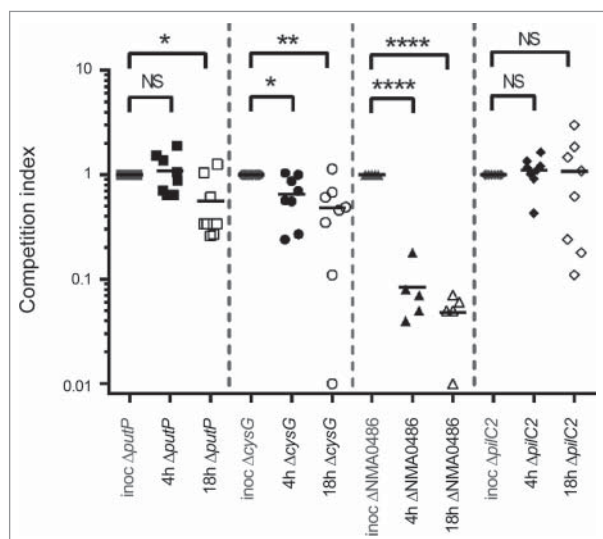 * ** **** NS
NS * **** NS
10
1
0.1
0.01
Competition index
inoc ΔputP
4h ΔputP
18h ΔputP
inoc ΔcysG
4h ΔcysG
18h ΔcysG
inoc ΔNMA0486
4h ΔNMA0486
18h ΔNMA0486
inoc ΔpilC2
4h ΔpilC2
18h ΔpilC2